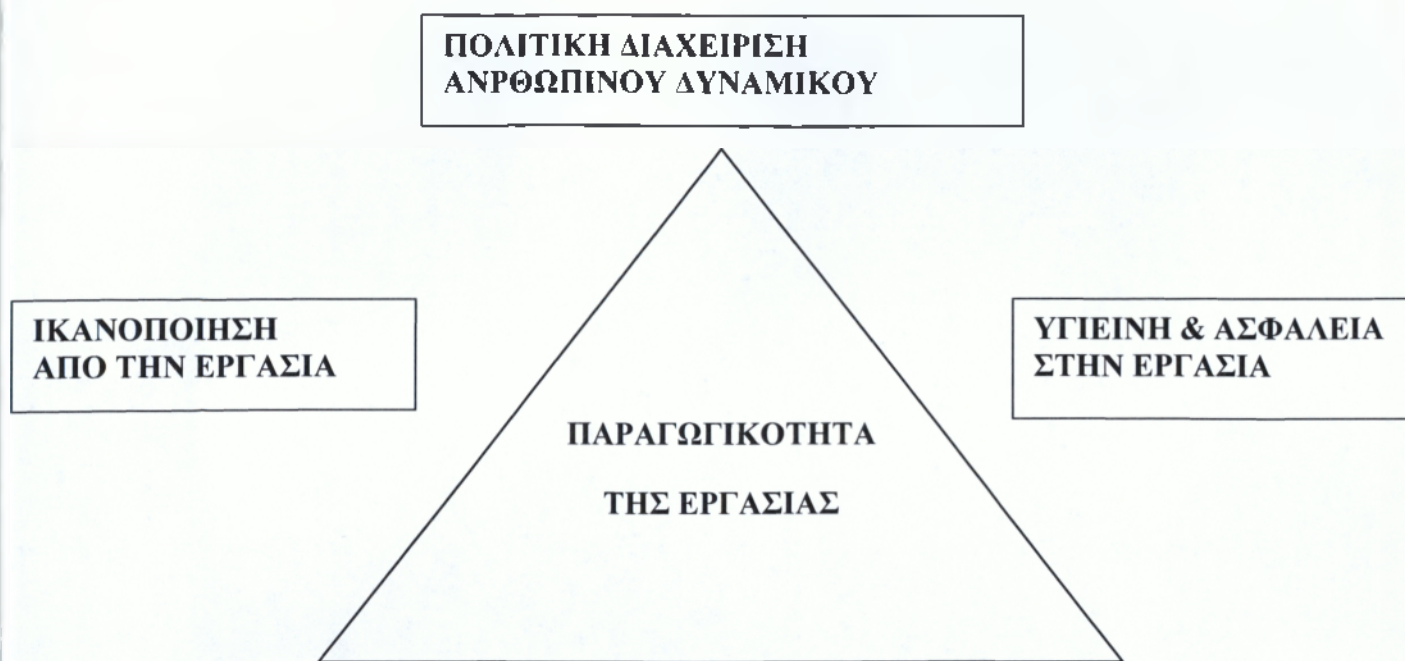 ΠΟΛΙΤΙΚΗ ΔΙΑΧΕΙΡΙΣΗ
ΑΝΡΘΩΠΙΝΟΥ ΔΥΝΑΜΙΚΟΥ
ΙΚΑΝΟΠΟΙΗΣΗ
ΑΠΟ ΤΗΝ ΕΡΓΑΣΙΑ
ΥΓΙΕΙΝΗ & ΑΣΦΑΛΕΙΑ
ΣΤΗΝ ΕΡΓΑΣΙΑ
ΠΑΡΑΓΩΓΙΚΟΤΗΤΑ
ΤΗΣ ΕΡΓΑΣΙΑΣ